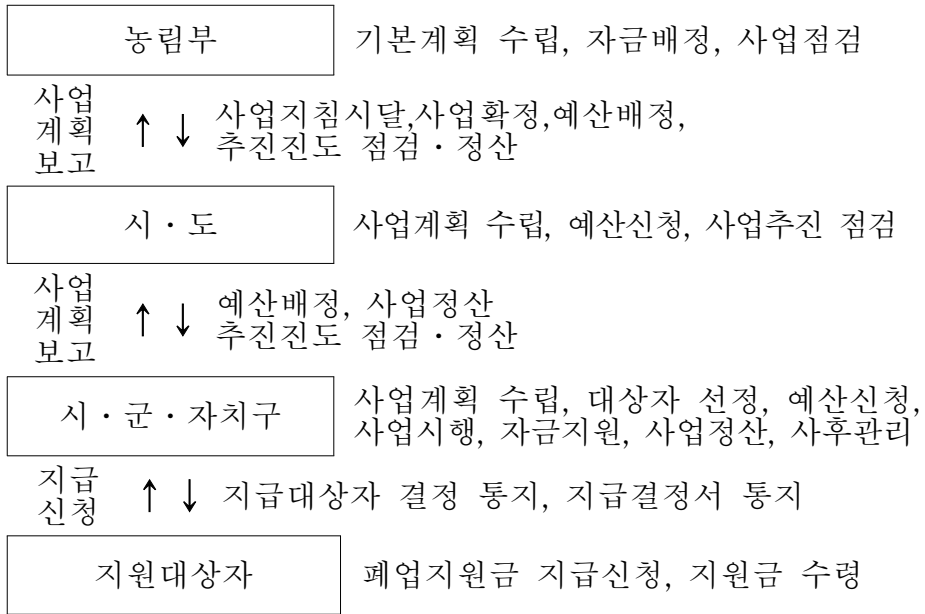 농림부 기본계획 수립, 자금배정, 사업점검
사업
계획
보고
↑ ↓
사업지침시달,사업확정,예산배정,
추진진도 점검・정산
시・도 사업계획 수립, 예산신청, 사업추진 점검
사업
계획
보고
↑ ↓
예산배정, 사업정산
추진진도 점검・정산
시・군・자치구
사업계획 수립, 대상자 선정, 예산신청,
사업시행, 자금지원, 사업정산, 사후관리
지급
신청
↑ ↓ 지급대상자 결정 통지, 지급결정서 통지
지원대상자 폐업지원금 지급신청, 지원금 수령